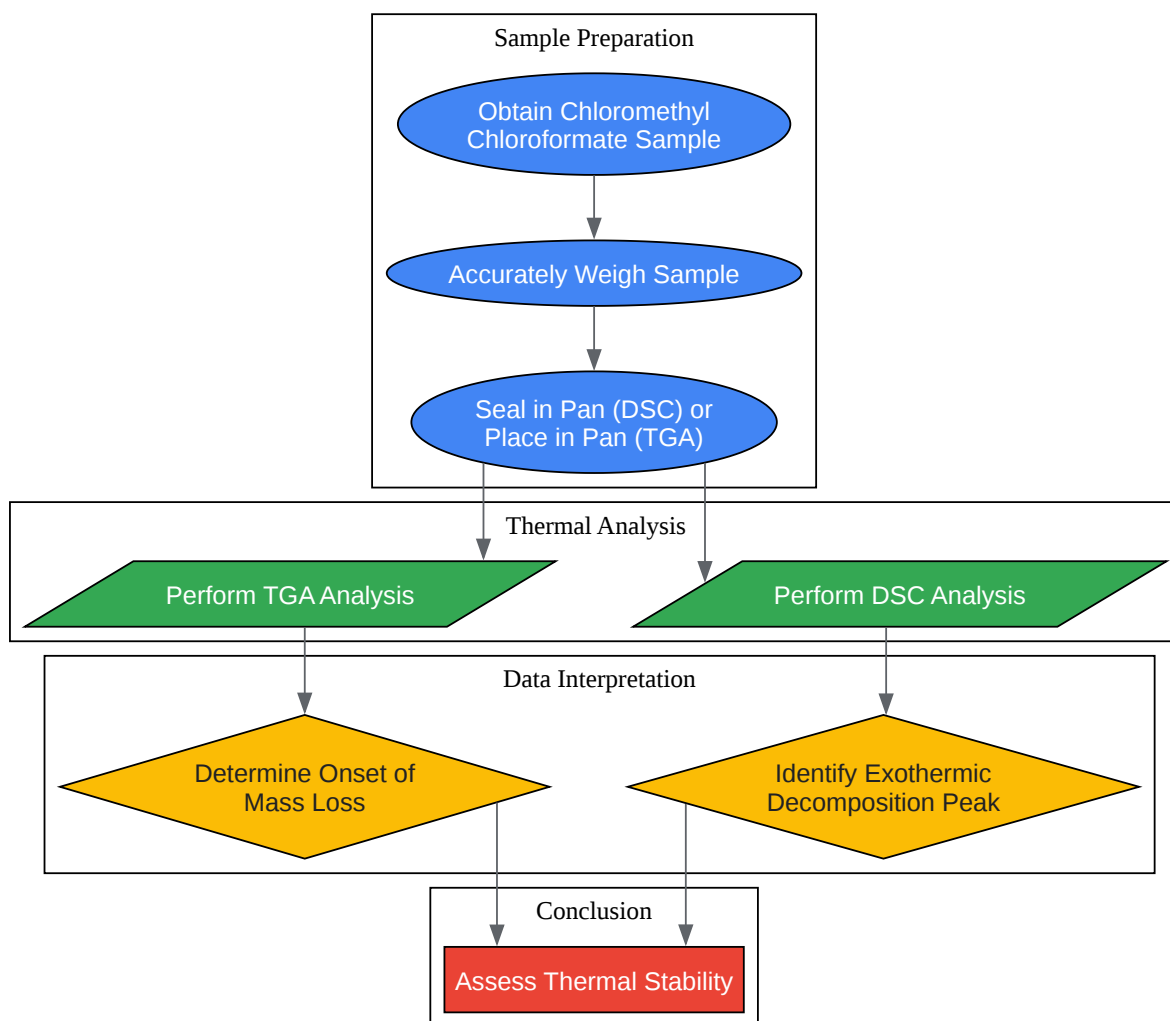 Sample Preparation
Obtain Chloromethyl
Chloroformate Sample
Accurately Weigh Sample
Seal in Pan (DSC) or
Place in Pan (TGA)
Thermal Analysis
Perform TGA Analysis
Perform DSC Analysis
Data Interpretation
Determine Onset of
Mass Loss
Identify Exothermic
Decomposition Peak
Conclusion
Assess Thermal Stability